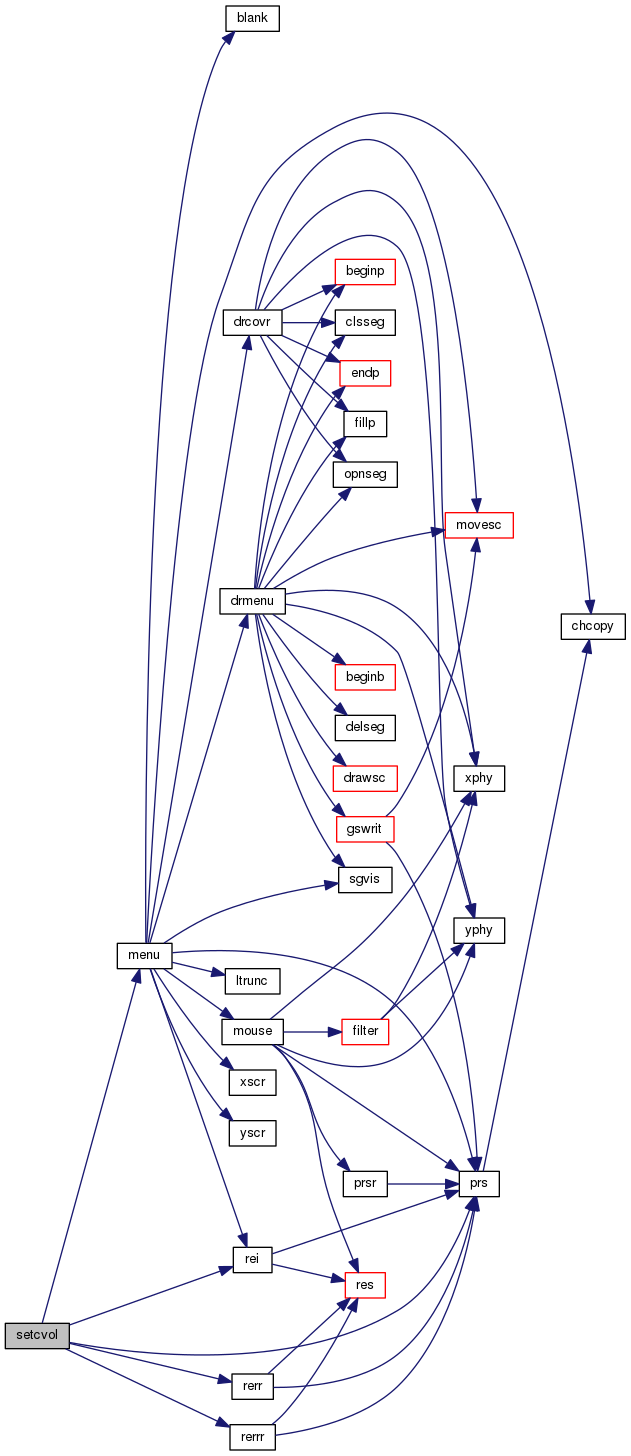 blank
beginp
drcovr
clsseg
endp
fillp
opnseg
movesc
drmenu
chcopy
beginb
delseg
drawsc
xphy
gswrit
sgvis
yphy
menu
ltrunc
mouse
filter
xscr
yscr
prsr
prs
rei
res
setcvol
rerr
rerrr